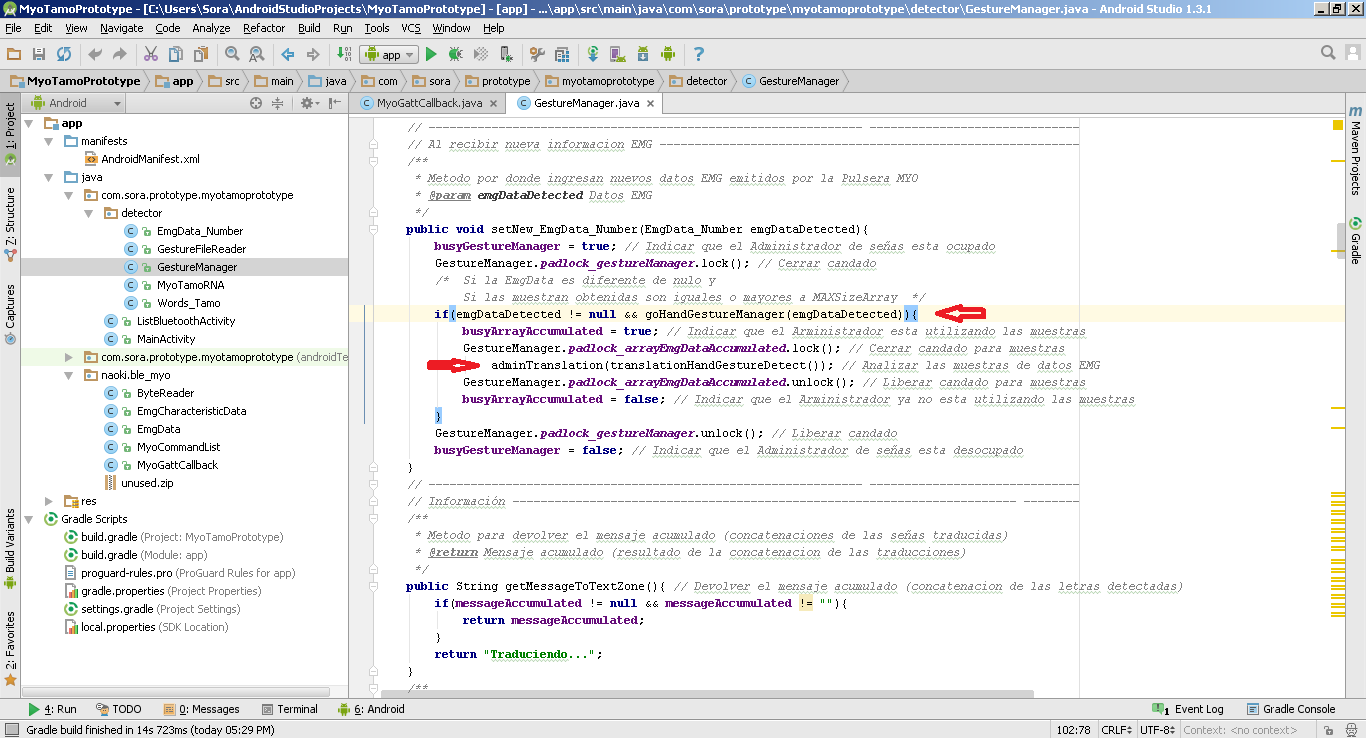 MyoTamoPrototype - [C:\Users\Sora\AndroidStudioProjects\MyoTamoPrototype] - [app] - ...\app\src\main\java\com\sora\prototype\myotamoprototype\detector\GestureManager.java - Android Studio 1.3.1
File Edit View Navigate Code Analyze Refactor Build Run Tools VCS Window Help
app
MyoTamoPrototype app src main java com sora prototype myotamoprototype detector GestureManager
Android
MyoGattCallback.java GestureManager.java
1: Project
Z: Structure
Captures
Build Variants
2: Favorites
app
manifests
AndroidManifest.xml
java
com.sora.prototype.myotamoprototype
detector
EmgData_Number
GestureFileReader
GestureManager
MyoTamoRNA
Words_Tamo
ListBluetoothActivity
MainActivity
com.sora.prototype.myotamoprototype (androidTe
naoki.ble_myo
ByteReader
EmgCharacteristicData
EmgData
MyoCommandList
MyoGattCallback
unused.zip
res
Gradle Scripts
build.gradle (Project: MyoTamoPrototype)
build.gradle (Module: app)
proguard-rules.pro (ProGuard Rules for app)
gradle.properties (Project Properties)
settings.gradle (Project Settings)
local.properties (SDK Location)
// -------------------------------------------------------------- ------------------------------
// Al recibir nueva informacion EMG ------------------------------------------------------------
/**
* Metodo por donde ingresan nuevos datos EMG emitidos por la Pulsera MYO
* @param emgDataDetected Datos EMG
*/
public void setNew_EmgData_Number(EmgData_Number emgDataDetected){
busyGestureManager = true; // Indicar que el Administrador de señas esta ocupado
GestureManager.padlock_gestureManager.lock(); // Cerrar candado
/* Si la EmgData es diferente de nulo y
Si las muestran obtenidas son iguales o mayores a MAXSizeArray */
if(emgDataDetected != null && goHandGestureManager(emgDataDetected)){
busyArrayAccumulated = true; // Indicar que el Arministrador esta utilizando las muestras
GestureManager.padlock_arrayEmgDataAccumulated.lock(); // Cerrar candado para muestras
adminTranslation(translationHandGestureDetect()); // Analizar las muestras de datos EMG
GestureManager.padlock_arrayEmgDataAccumulated.unlock(); // Liberar candado para muestras
busyArrayAccumulated = false; // Indicar que el Arministrador ya no esta utilizando las muestras
}
GestureManager.padlock_gestureManager.unlock(); // Liberar candado
busyGestureManager = false; // Indicar que el Administrador de señas esta desocupado
}
// -------------------------------------------------------------- ------------------------------
// Información ------------------------------------------------------------------------ --------
/**
* Metodo para devolver el mensaje acumulado (concatenaciones de las señas traducidas)
* @return Mensaje acumulado (resultado de la concatenacion de las traducciones)
*/
public String getMessageToTextZone(){ // Devolver el mensaje acumulado (concatenacion de las letras detectadas)
if(messageAccumulated != null && messageAccumulated != ""){
return messageAccumulated;
}
return "Traduciendo...";
}
/**
m Maven Projects
Gradle
4: Run TODO 0: Messages Terminal 6: Android 1 Event Log Gradle Console
Gradle build finished in 14s 723ms (today 05:29 PM) 102:78 CRLF UTF-8 Context: <no context>